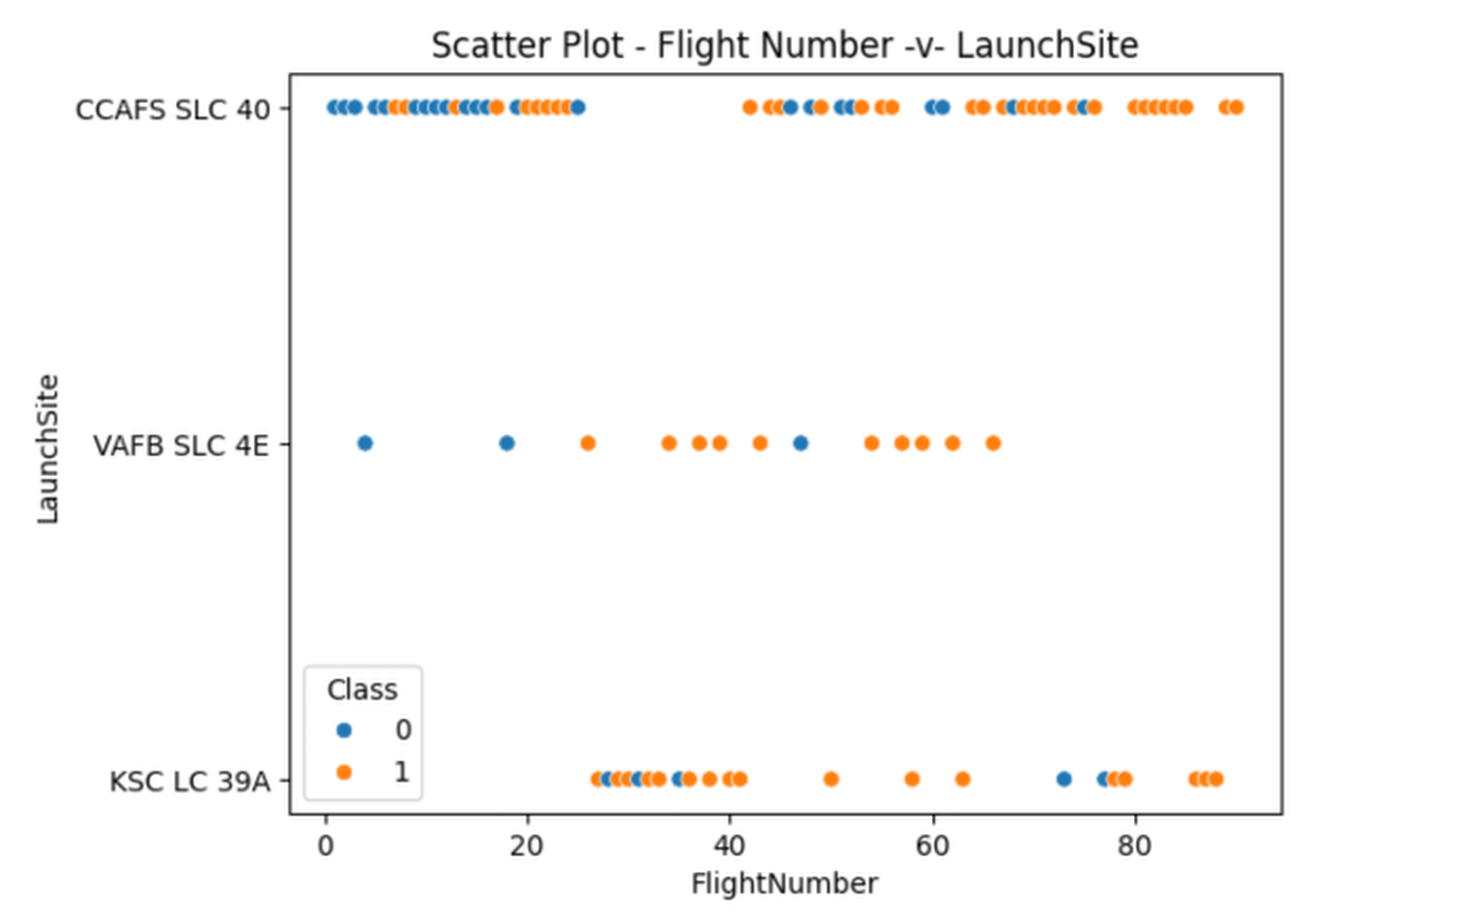 Scatter Plot - Flight Number -v- LaunchSite
CCAFS SLC 40
VAFB SLC 4E
KSC LC 39A
LaunchSite
Class
0
1
0 20 40 60 80
FlightNumber